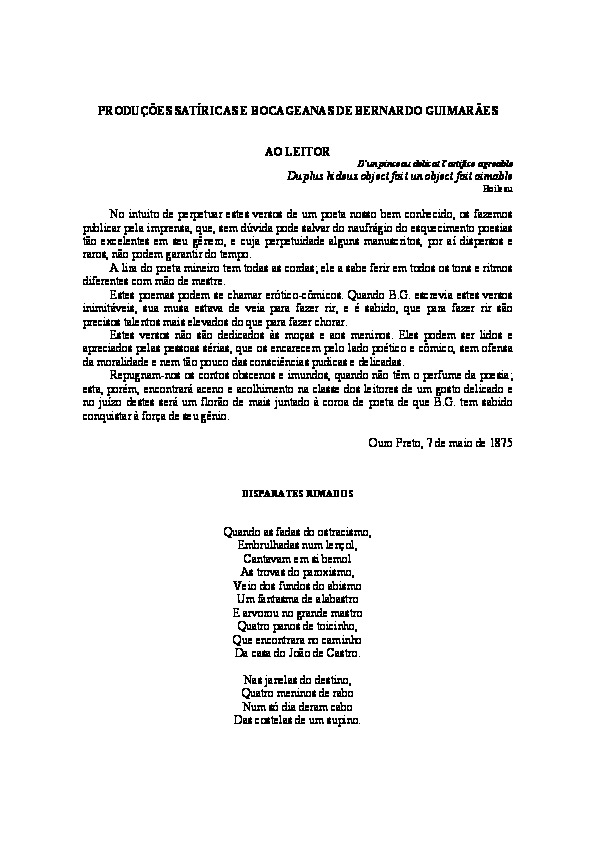 PRODUÇÕES SATÍRICAS E BOCAGEANAS DE BERNARDO GUIMARÃES
AO LEITOR
D'un pinceau delicat l'artifice agreable
Du plus hideux object fait un object fait aimable
Boileau
No intuito de perpetuar estes versos de um poeta nosso bem conhecido, os fazemos
publicar pela imprensa, que, sem dúvida pode salvar do naufrágio do esquecimento poesias
tão excelentes em seu gênero, e cuja perpetuidade alguns manuscritos, por aí dispersos e
raros, não podem garantir do tempo.
A lira do poeta mineiro tem todas as cordas; ele a sabe ferir em todos os tons e ritmos
diferentes com mão de mestre.
Estes poemas podem se chamar erótico-cômicos. Quando B.G. escrevia estes versos
inimitáveis, sua musa estava de veia para fazer rir, e é sabido, que para fazer rir são
precisos talentos mais elevados do que para fazer chorar.
Estes versos não são dedicados às moças e aos meninos. Eles podem ser lidos e
apreciados pelas pessoas sérias, que os encarecem pelo lado poético e cômico, sem ofensa
da moralidade e nem tão pouco das consciências pudicas e delicadas.
Repugnam-nos os contos obscenos e imundos, quando não têm o perfume da poesia;
esta, porém, encontrará aceno e acolhimento na classe dos leitores de um gosto delicado e
no juízo destes será um florão de mais juntado à coroa de poeta de que B.G. tem sabido
conquistar à força de seu gênio.
Ouro Preto, 7 de maio de 1875
DISPARATES RIMADOS
Quando as fadas do ostracismo,
Embrulhadas num lençol,
Cantavam em si bemol
As trovas do paroxismo,
Veio dos fundos do abismo
Um fantasma de alabastro
E arvorou no grande mastro
Quatro panos de toicinho,
Que encontrara no caminho
Da casa do João de Castro.
Nas janelas do destino,
Quatro meninos de rabo
Num só dia deram cabo
Das costelas de um supino.